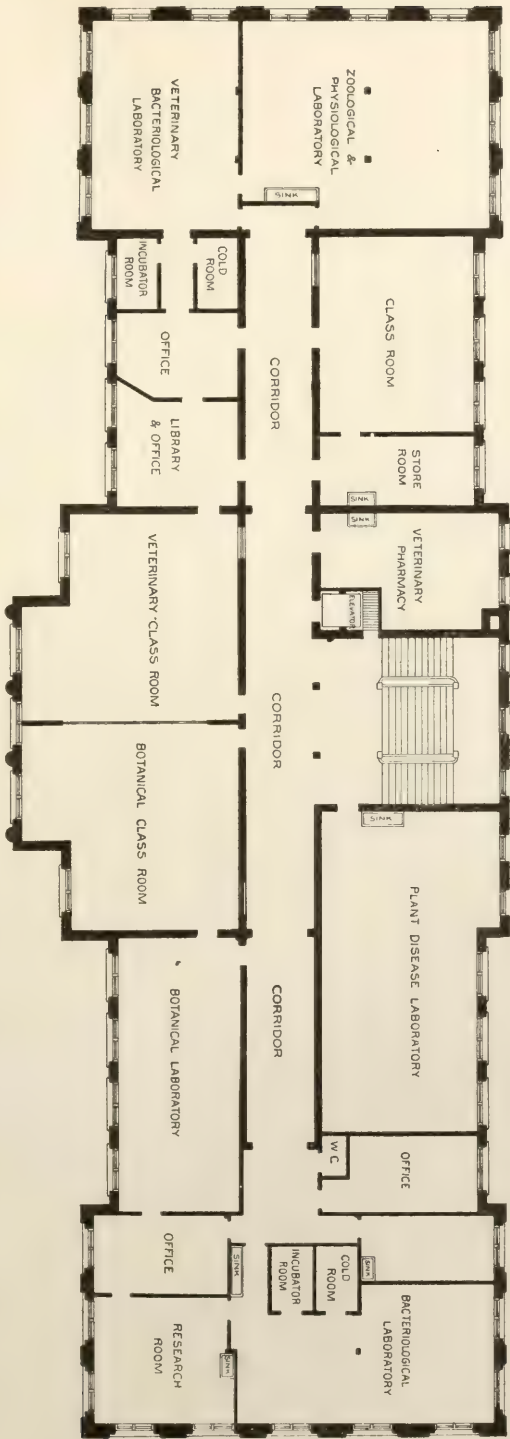 ZOOLOGICAL &
PHYSIOLOGICAL
LABORATORY
SINK
VETERINARY
BACTERIOLOGICAL
LABORATORY
CLASS ROOM
COLD
ROOM
INCUBATOR
ROOM
CORRIDOR
OFFICE
STORE
ROOM
SINK
LIBRARY
& OFFICE
SINK
VETERINARY
PHARMACY
ELEVATOR
VETERINARY CLASS ROOM
CORRIDOR
BOTANICAL CLASS ROOM
SINK
PLANT DISEASE LABORATORY
CORRIDOR
BOTANICAL LABORATORY
W C
OFFICE
OFFICE
SINK
SINK
COLD
ROOM
INCUBATOR
ROOM
BACTERIOLOGICAL
LABORATORY
SINK
RESEARCH
ROOM